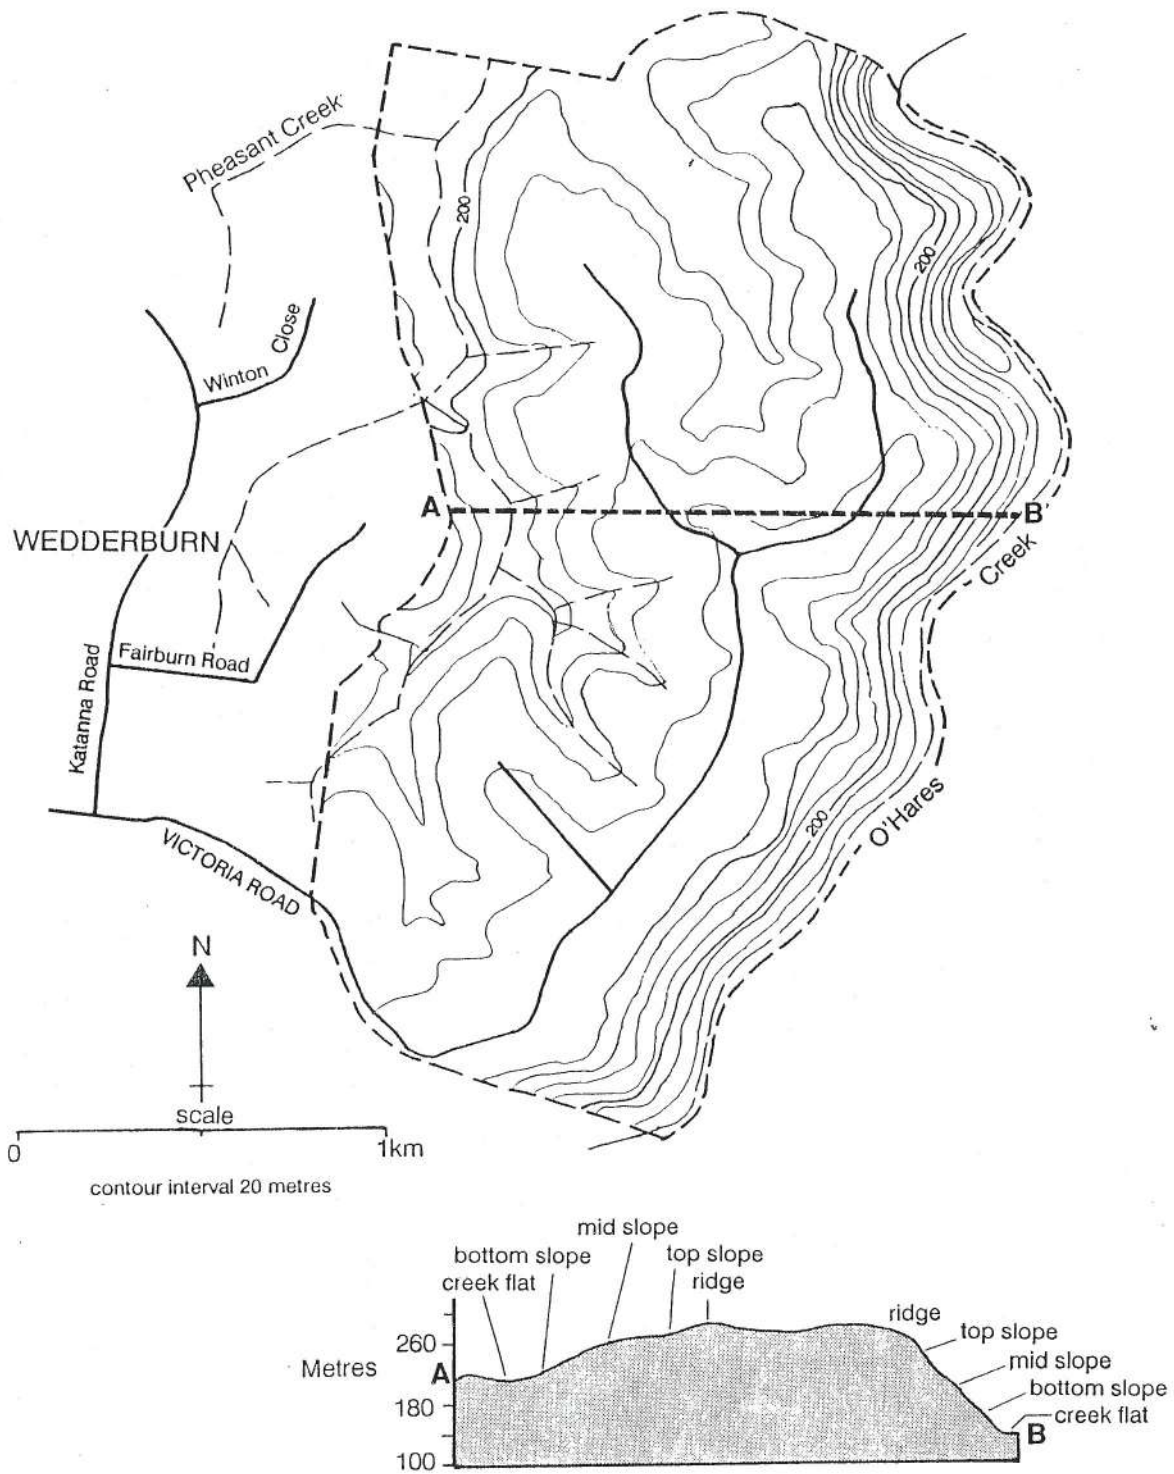 Pheasant Creek
200
200
Close
Winton
A
B
WEDDERBURN
Creek
Fairburn Road
Katanna Road
O'Hares
200
VICTORIA ROAD
N
scale
0 1km
contour interval 20 metres
mid slope
bottom slope top slope
creek flat ridge
ridge
260 top slope
Metres A mid slope
bottom slope
180 creek flat
B
100